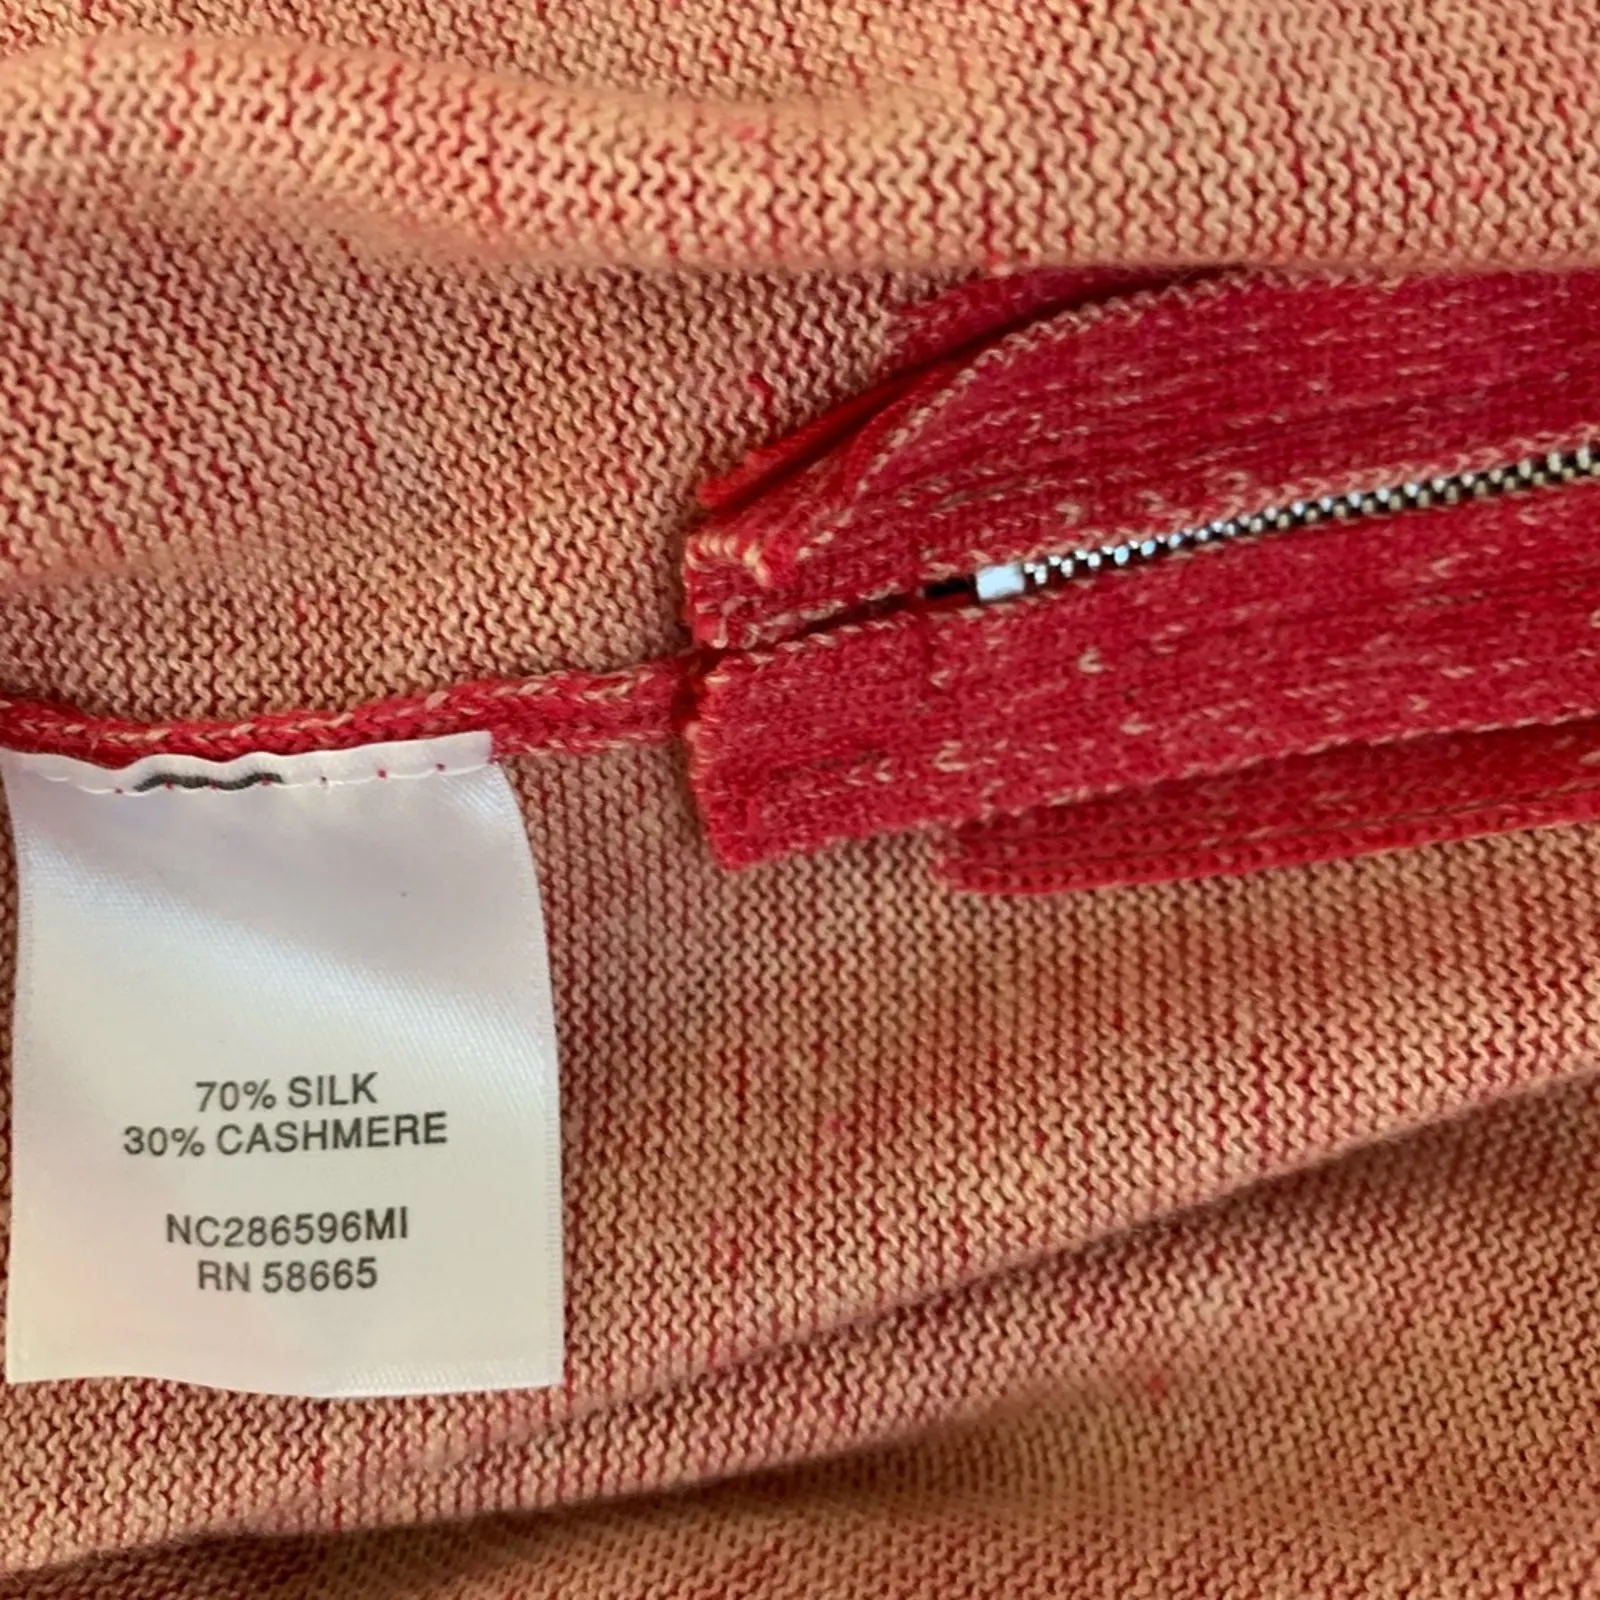 70% SILK
30% CASHMERE
NC286596MI
RN 58665